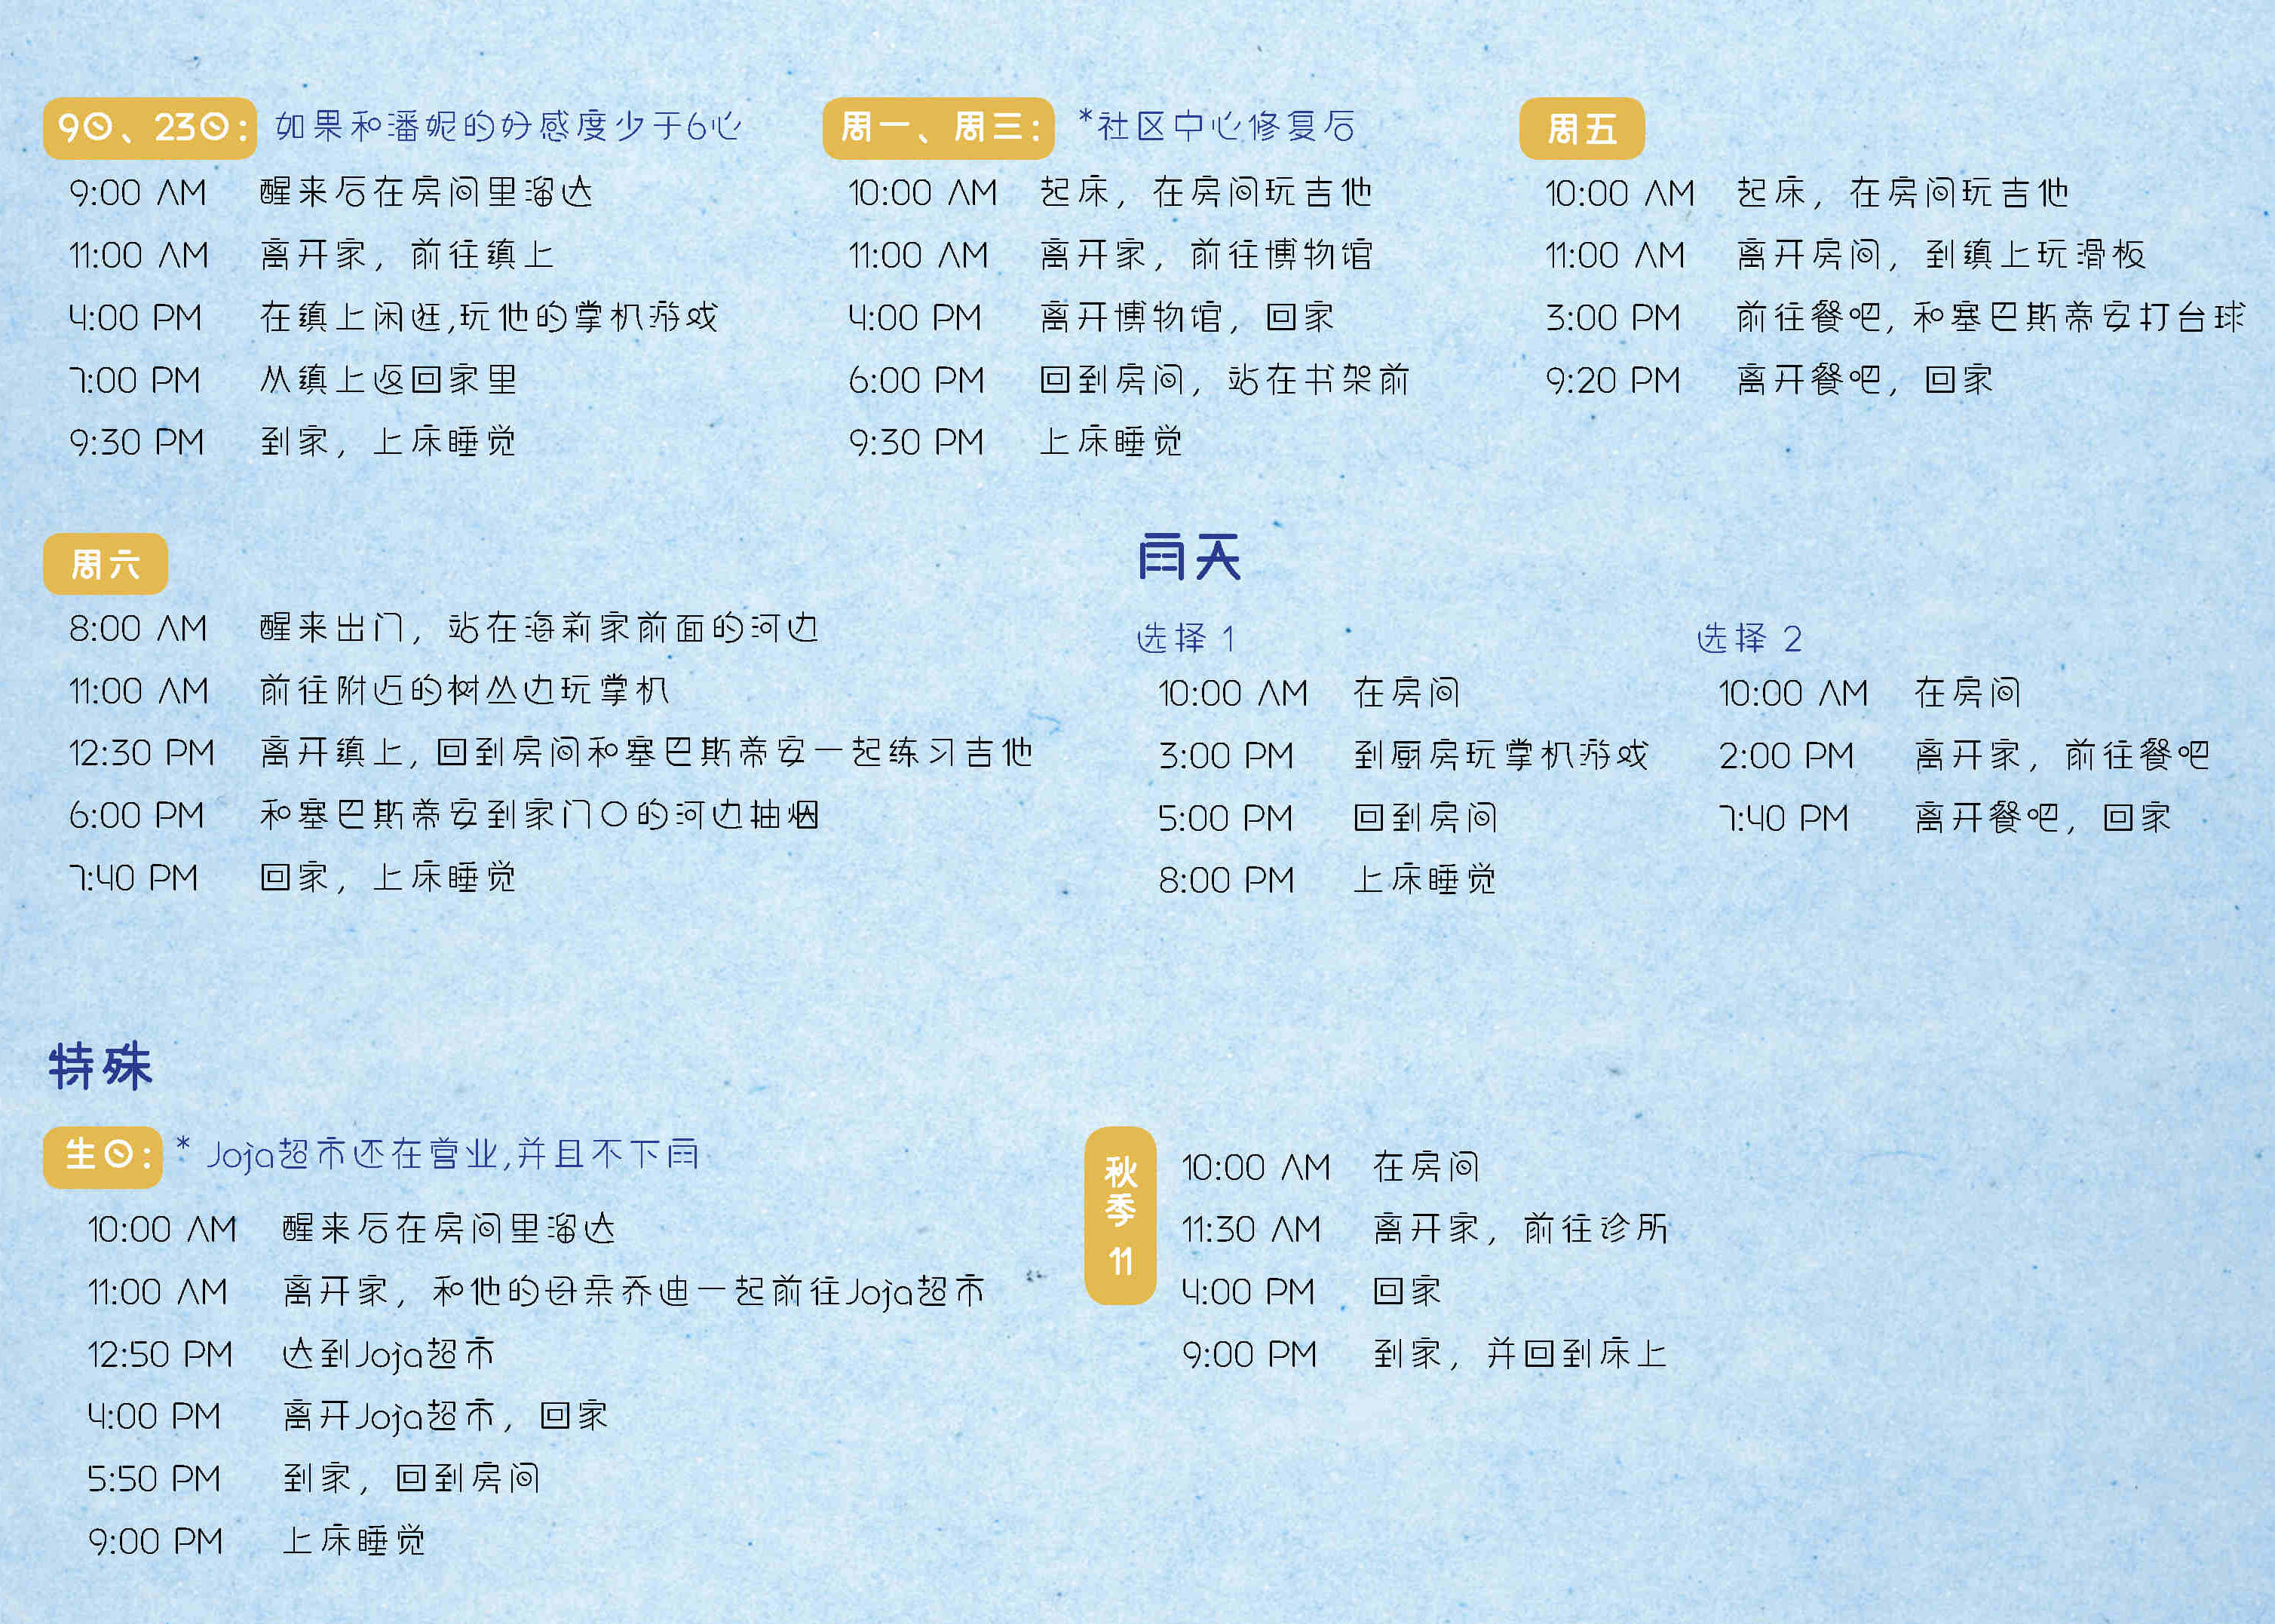 9日、23日: 如果和潘妮的好感度少于6心
9:00 AM 醒来后在房间里溜达
11:00 AM 离开家，前往镇上
4:00 PM 在镇上闲逛,玩他的掌机游戏
7:00 PM 从镇上返回家里
9:30 PM 到家，上床睡觉
周一、周三: *社区中心修复后
10:00 AM 起床，在房间玩吉他
11:00 AM 离开家，前往博物馆
4:00 PM 离开博物馆，回家
6:00 PM 回到房间，站在书架前
9:30 PM 上床睡觉
周五
10:00 AM 起床，在房间玩吉他
11:00 AM 离开房间，到镇上玩滑板
3:00 PM 前往餐吧, 和塞巴斯蒂安打台球
9:20 PM 离开餐吧，回家
周六
8:00 AM 醒来出门，站在海莉家前面的河边
11:00 AM 前往附近的树丛边玩掌机
12:30 PM 离开镇上, 回到房间和塞巴斯蒂安一起练习吉他
6:00 PM 和塞巴斯蒂安到家门口的河边抽烟
7:40 PM 回家，上床睡觉
雨天
选择 1
10:00 AM 在房间
3:00 PM 到厨房玩掌机游戏
5:00 PM 回到房间
8:00 PM 上床睡觉
选择 2
10:00 AM 在房间
2:00 PM 离开家，前往餐吧
7:40 PM 离开餐吧，回家
特殊
生日: * Joja超市还在营业,并且不下雨
10:00 AM 醒来后在房间里溜达
11:00 AM 离开家，和他的母亲乔迪一起前往Joja超市
12:50 PM 达到Joja超市
4:00 PM 离开Joja超市，回家
5:50 PM 到家，回到房间
9:00 PM 上床睡觉
秋季11
10:00 AM 在房间
11:30 AM 离开家，前往诊所
4:00 PM 回家
9:00 PM 到家，并回到床上